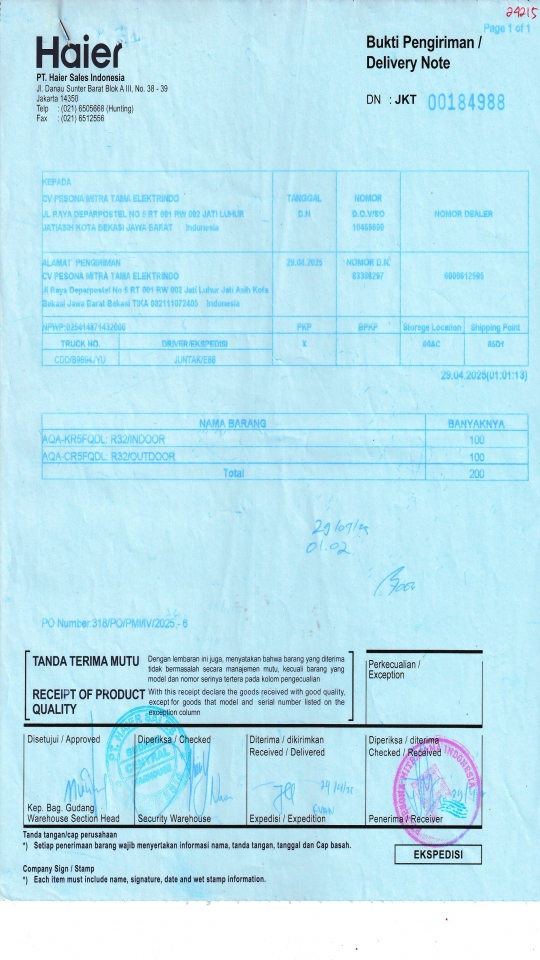 29215
Page 1 of 1
Haier
Bukti Pengiriman /
Delivery Note
PT. Haier Sales Indonesia
Jl. Danau Sunter Barat Blok A III, No. 38 - 39
Jakarta 14350
Telp : (021) 6505668 (Hunting)
Fax : (021) 6512556
DN : JKT 00184988
KEPADA
CV PESONA MITRA TAMA ELEKTRINDO
JL RAYA DEPARPOSTEL NO 5 RT 001 RW 002 JATI LUHUR
JATIASIH KOTA BEKASI JAWA BARAT Indonesia
TANGGAL
D.N
NOMOR
D.O.V/SO
NOMOR DEALER
ALAMAT PENGIRIMAN
CV PESONA MITRA TAMA ELEKTRINDO
Jl Raya Deparpostel No 5 RT 001 RW 002 Jati Luhur Jati Asih Kota
Bekasi Jawa Barat Bekasi TIKA 082111073405 Indonesia
29.04.2025
NOMOR D.N.
6000612595
PKP
BPKP
Storage Location
Shipping Point
TRUCK NO.
DRIVER/EKSPEDISI
X
JUNTAK/E68
29.04.2025(01:01:13)
NAMA BARANG BANYAKNYA
AQA-KR5FQDL: R32/INDOOR 100
AQA-CR5FQDL: R32/OUTDOOR 100
Total 200
01.02
PO Number:318/PO/PMI/IV/2025,- 6
TANDA TERIMA MUTU
Dengan lembaran ini juga, menyatakan bahwa barang yang diterima
tidak bermasalah secara manajemen mutu, kecuali barang yang
model dan nomor serinya tertera pada kolom pengecualian
RECEIPT OF PRODUCT
QUALITY
With this receipt declare the goods received with good quality,
except for goods that model and serial number listed on the
exception column
Perkecualian /
Exception
Disetujui / Approved
Diperiksa / Checked
Diterima / dikirimkan
Received / Delivered
Diperiksa / diterima
Checked / Received
Kep. Bag. Gudang
Warehouse Section Head
Security Warehouse
Expedisi / Expedition
Penerima / Receiver
Tanda tangan/cap perusahaan
*) Setiap penerimaan barang wajib menyertakan informasi nama, tanda tangan, tanggal dan Cap basah.
EKSPEDISI
Company Sign / Stamp
*) Each item must include name, signature, date and wet stamp information.